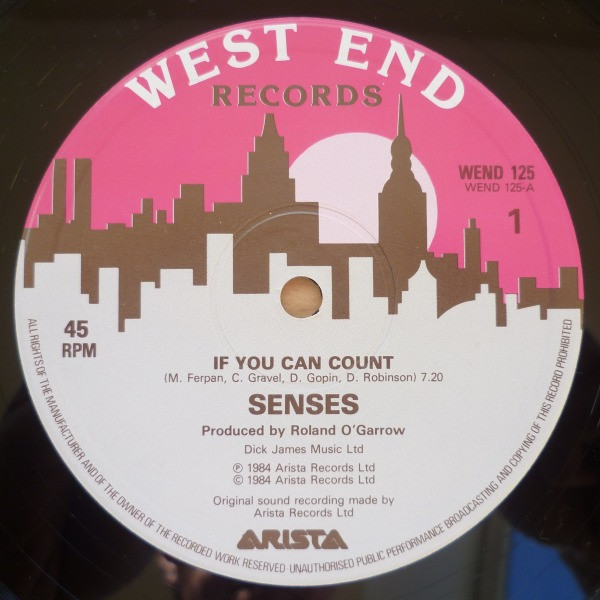 WEST END
RECORDS
WEND 125
WEND 125-A
1
45
RPM
IF YOU CAN COUNT
(M. Ferpan, C. Gravel, D. Gopin, D. Robinson) 7.20
SENSES
Produced by Roland O'Garrow
Dick James Music Ltd
℗ 1984 Arista Records Ltd
© 1984 Arista Records Ltd
Original sound recording made by
Arista Records Ltd
ARISTA
ALL RIGHTS OF THE MANUFACTURER AND OF THE OWNER OF THE RECORDED WORK RESERVED·UNAUTHORISED PUBLIC PERFORMANCE BROADCASTING AND COPYING OF THIS RECORD PROHIBITED